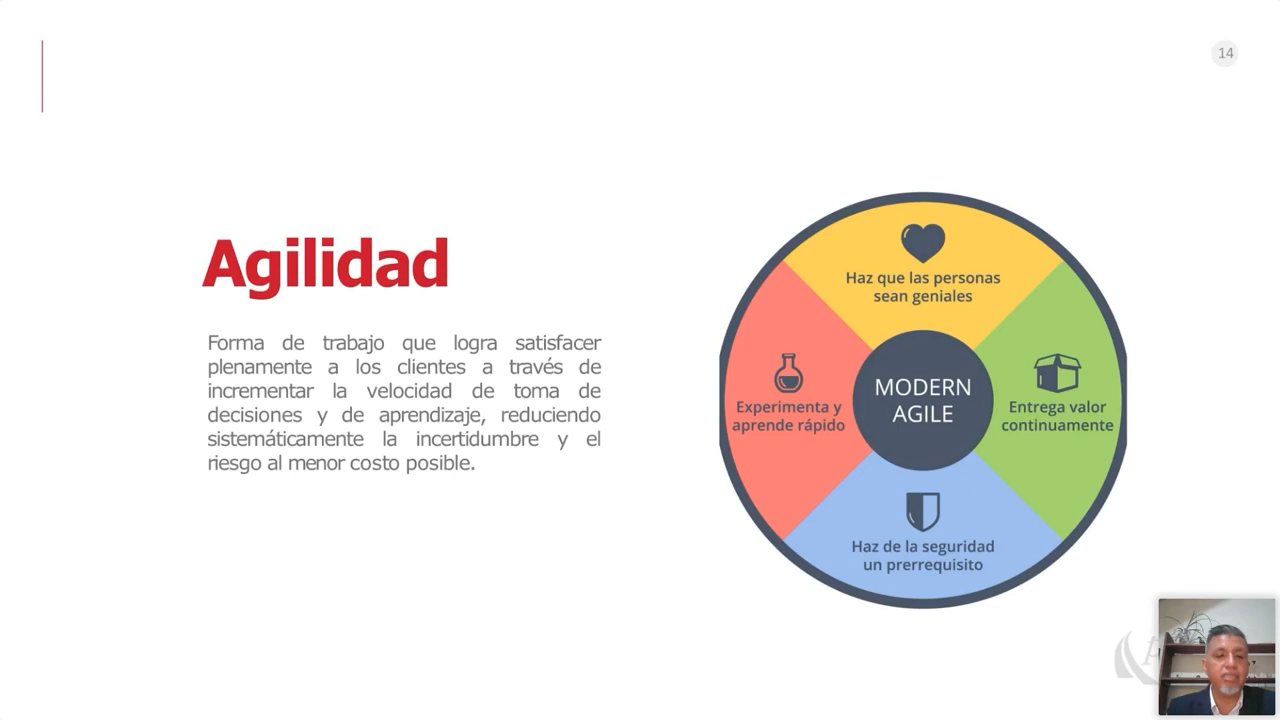 14
Agilidad
Forma de trabajo que logra satisfacer
plenamente a los clientes a través de
incrementar la velocidad de toma de
decisiones y de aprendizaje, reduciendo
sistemáticamente la incertidumbre y el
riesgo al menor costo posible.
Haz que las personas
sean geniales
Experimenta y
aprende rápido
MODERN
AGILE
Entrega valor
continuamente
Haz de la seguridad
un prerrequisito